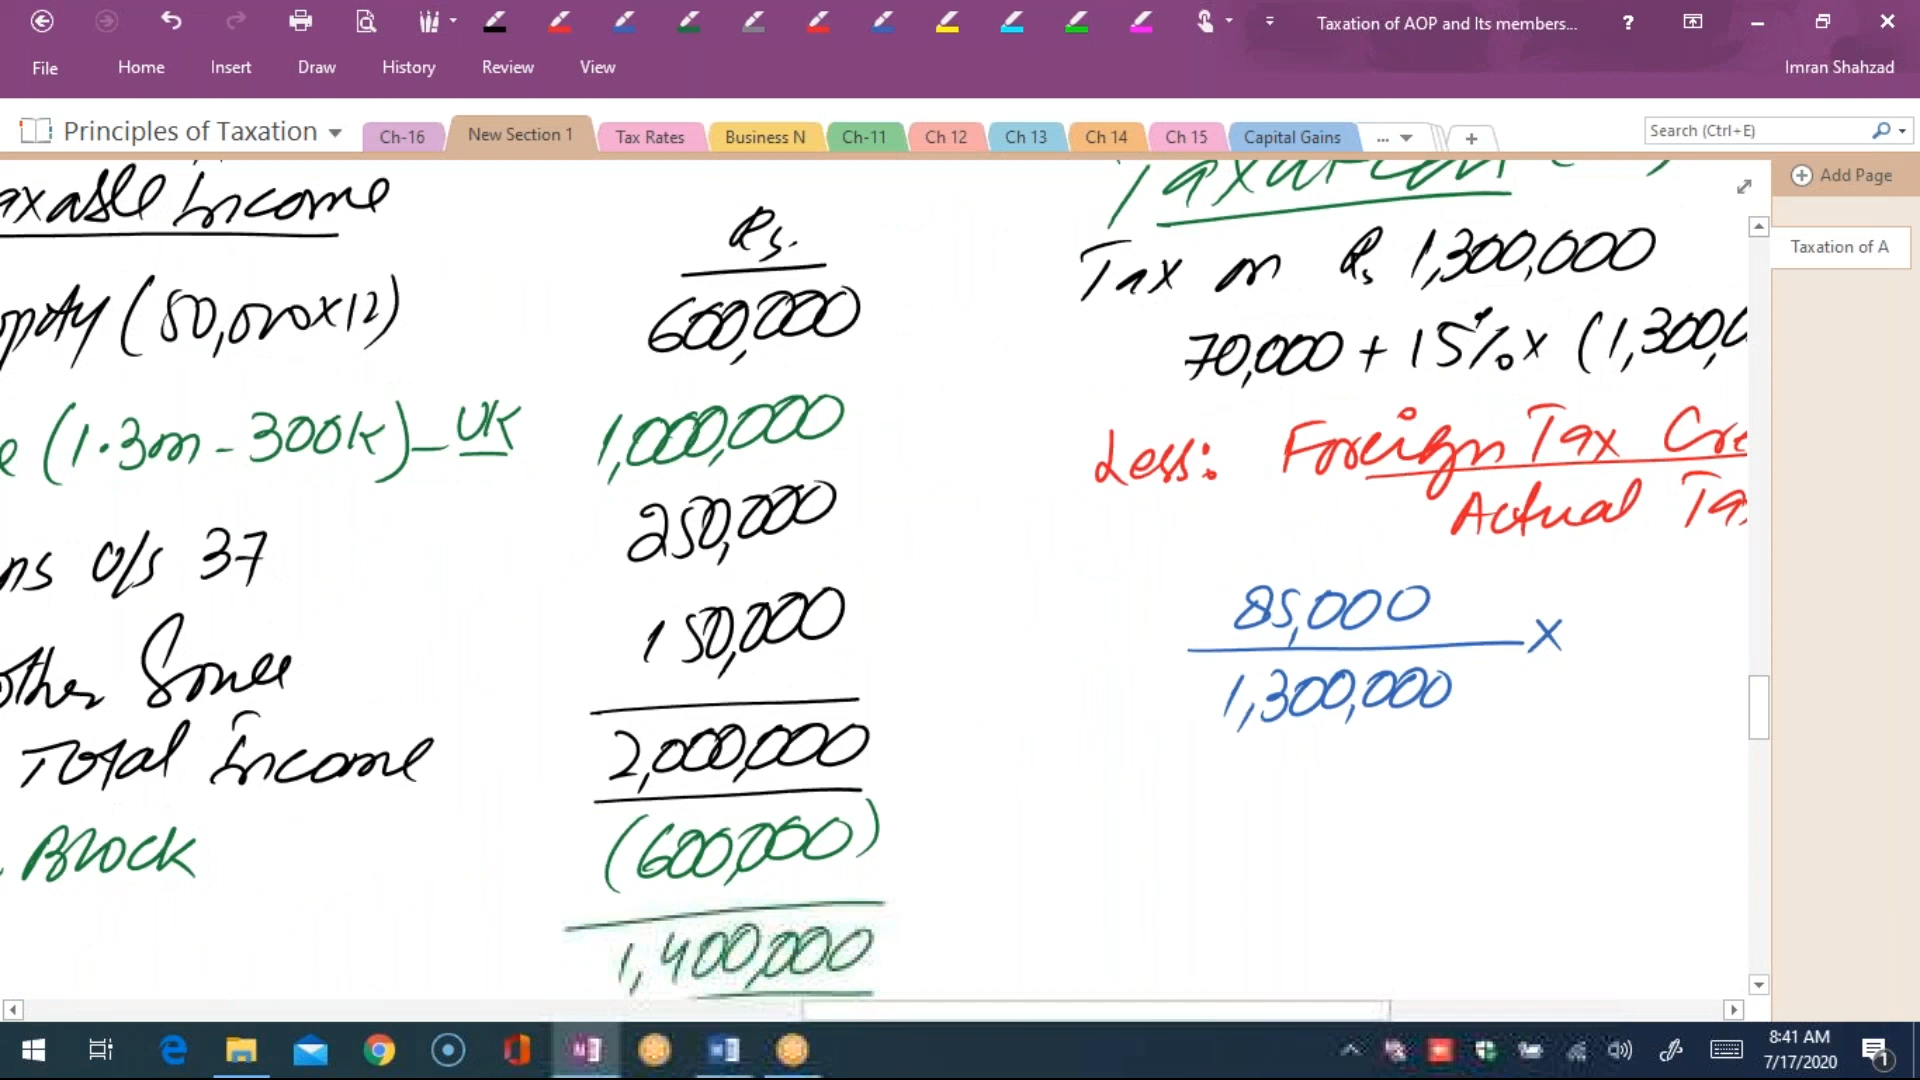 Taxation of AOP and Its members...
?
File
Home
Insert
Draw
History
Review
View
Imran Shahzad
Principles of Taxation
Ch-16
New Section 1
Tax Rates
Business N
Ch-11
Ch 12
Ch 13
Ch 14
Ch 15
Capital Gains
...
+
Search (Ctrl+E)
Add Page
Taxation of A
axable Income
Rs.
opty (50,000x12)
600,000
e (1.3m - 300k) - UK
1,000,000
250,000
ns u/s 37
150,000
other Source
Total Income
2,000,000
. Block
(600,000)
1,400,000
Taxation
Tax on Rs 1,300,000
70,000 + 15% x (1,300,0
Less: Foreign Tax Cre
Actual Ta
85,000
x
1,300,000
8:41 AM
7/17/2020
1